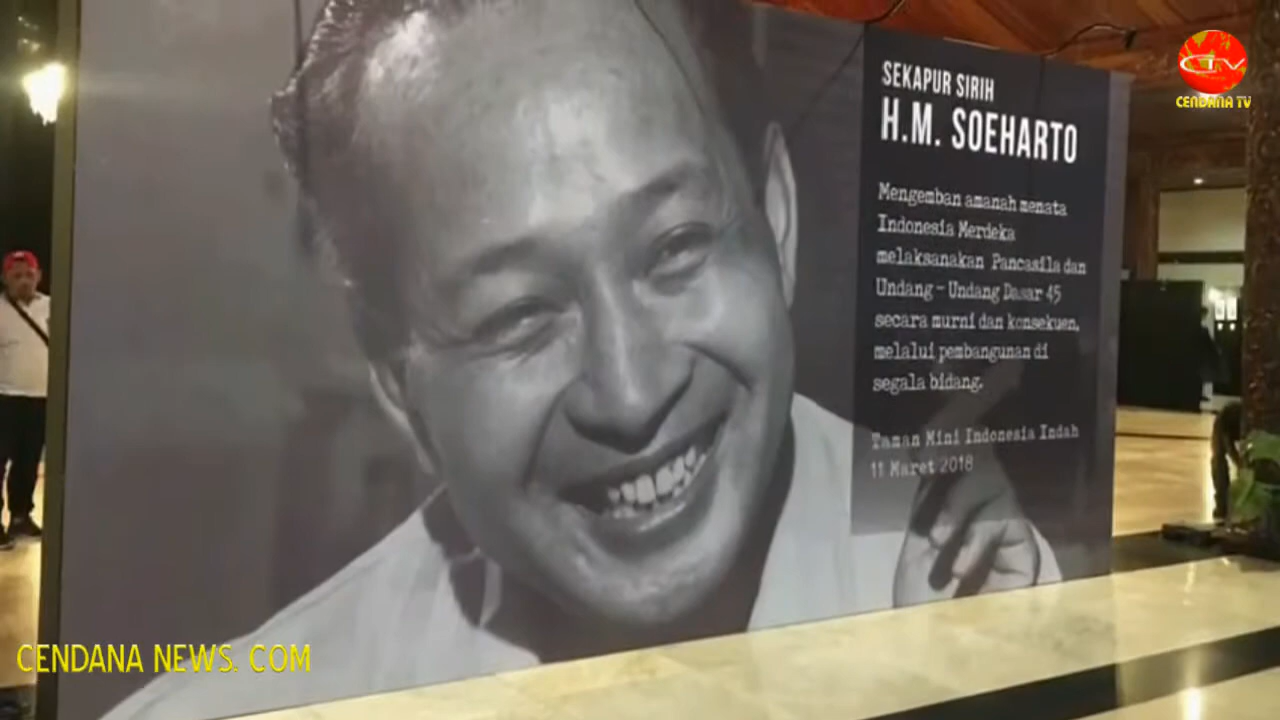 CTV
CENDANA TV
SEKAPUR SIRIH
H.M. SOEHARTO
Mengemban amanah menata
Indonesia Merdeka
melaksanakan Pancasila dan
Undang - Undang Dasar 45
secara murni dan konsekuen,
melalui pembangunan di
segala bidang.
Taman Mini Indonesia Indah
11 Maret 2018
CENDANA NEWS. COM